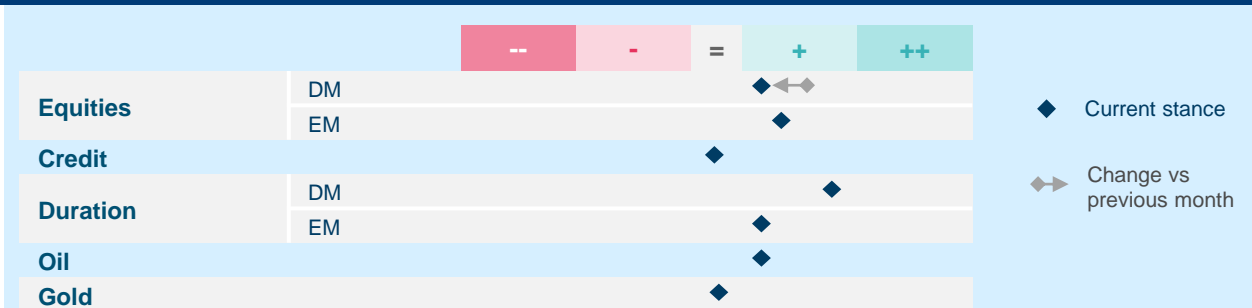 -- - = + ++
Equities
DM
EM
Credit
Duration
DM
EM
Oil
Gold
Current stance
Change vs
previous month